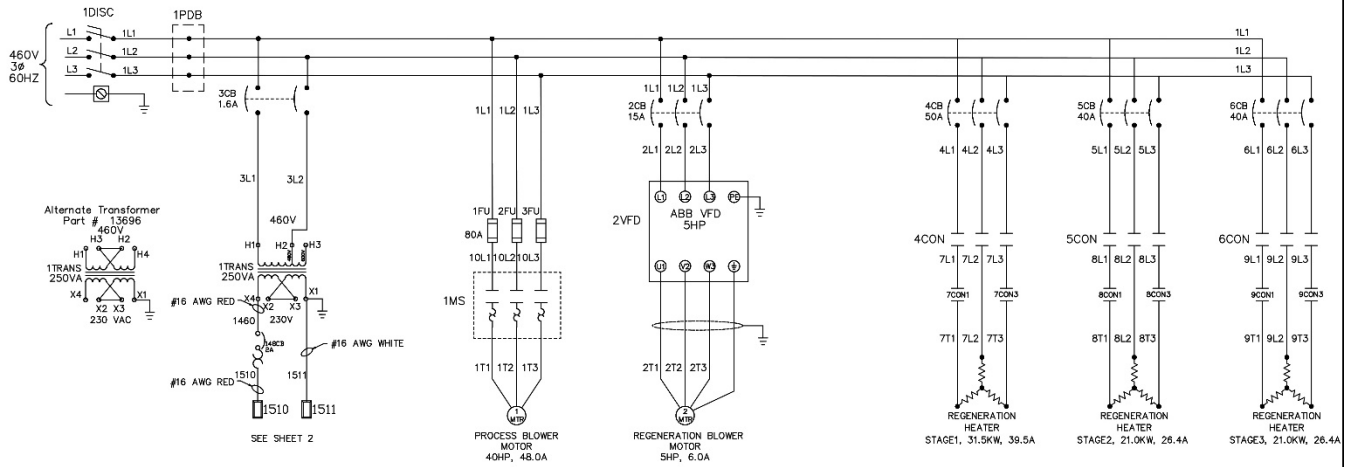 1DISC
1PDB
L1
1L1
1L1
L2
1L2
1L2
460V
3ø
60HZ
L3
1L3
1L3
3CB
1.6A
1L1
1L2
1L3
1L1
1L2
1L3
2CB
15A
4CB
50A
5CB
40A
6CB
40A
2L1
2L2
2L3
4L1
4L2
4L3
5L1
5L2
5L3
6L1
6L2
6L3
3L1
3L2
L1
L2
L3
PE
ABB VFD
5HP
2VFD
U1
V2
W3
Alternate Transformer
Part # 13696
460V
H3
H2
H1
H4
1TRANS
250VA
X4
X2
X3
X1
230 VAC
460V
H1
H2
H3
480V
1TRANS
250VA
X4
X2
X3
X1
230V
#16 AWG RED
1460
148CB
2A
#16 AWG WHITE
1510
1511
#16 AWG RED
1510
1511
SEE SHEET 2
1FU
2FU
3FU
80A
10L1
10L2
10L3
1MS
1T1
1T2
1T3
1
MTR
PROCESS BLOWER
MOTOR
40HP, 48.0A
2T1
2T2
2T3
2
MTR
REGENERATION BLOWER
MOTOR
5HP, 6.0A
4CON
7L1
7L2
7L3
7CON1
7CON3
7T1
7L2
7T3
REGENERATION
HEATER
STAGE1, 31.5KW, 39.5A
5CON
8L1
8L2
8L3
8CON1
8CON3
8T1
8L2
8T3
REGENERATION
HEATER
STAGE2, 21.0KW, 26.4A
6CON
9L1
9L2
9L3
9CON1
9CON3
9T1
9L2
9T3
REGENERATION
HEATER
STAGE3, 21.0KW, 26.4A